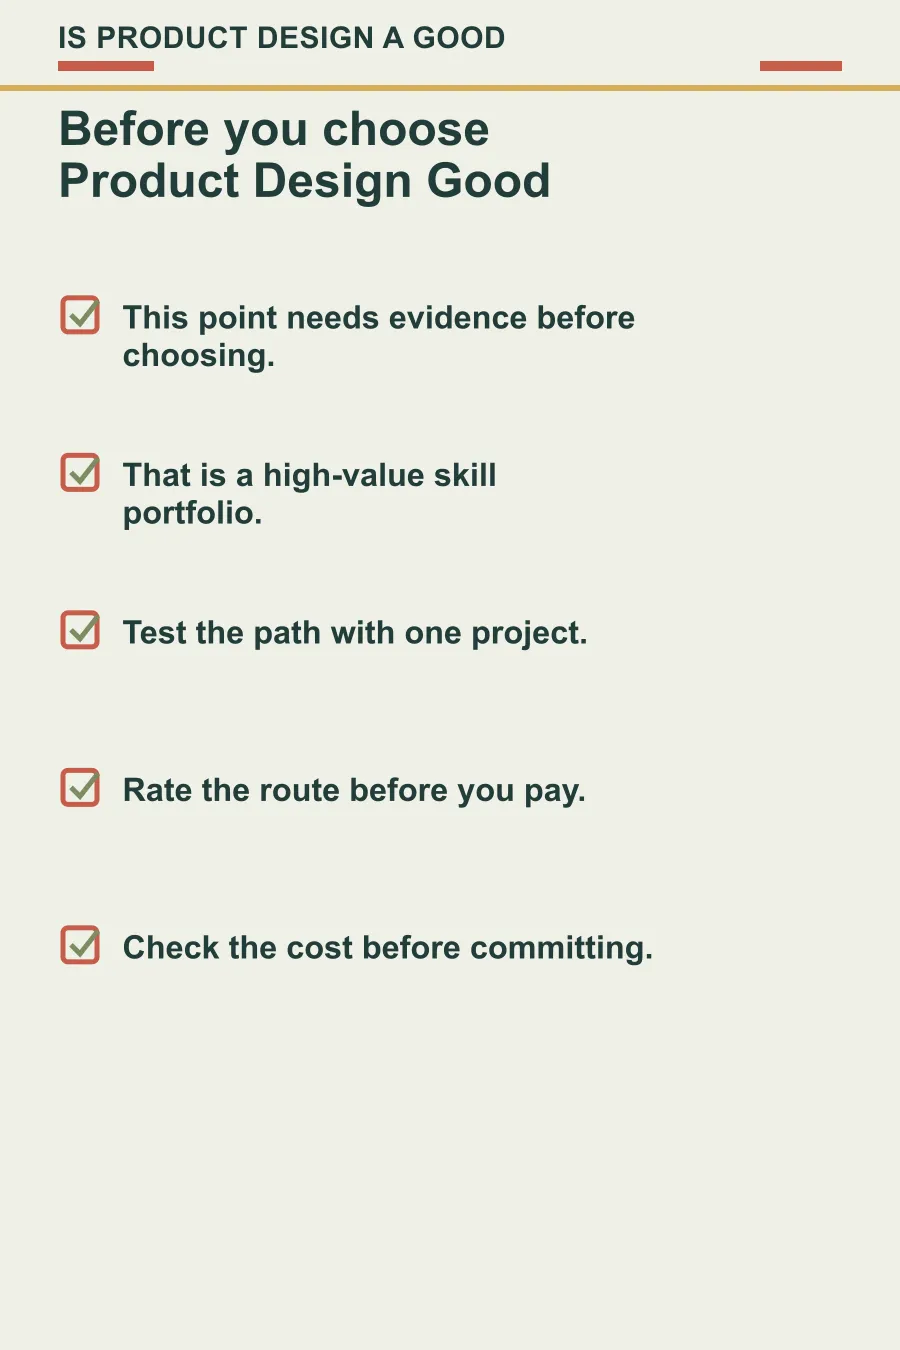 IS PRODUCT DESIGN A GOOD
Before you choose
Product Design Good
This point needs evidence before
choosing.
That is a high-value skill
portfolio.
Test the path with one project.
Rate the route before you pay.
Check the cost before committing.